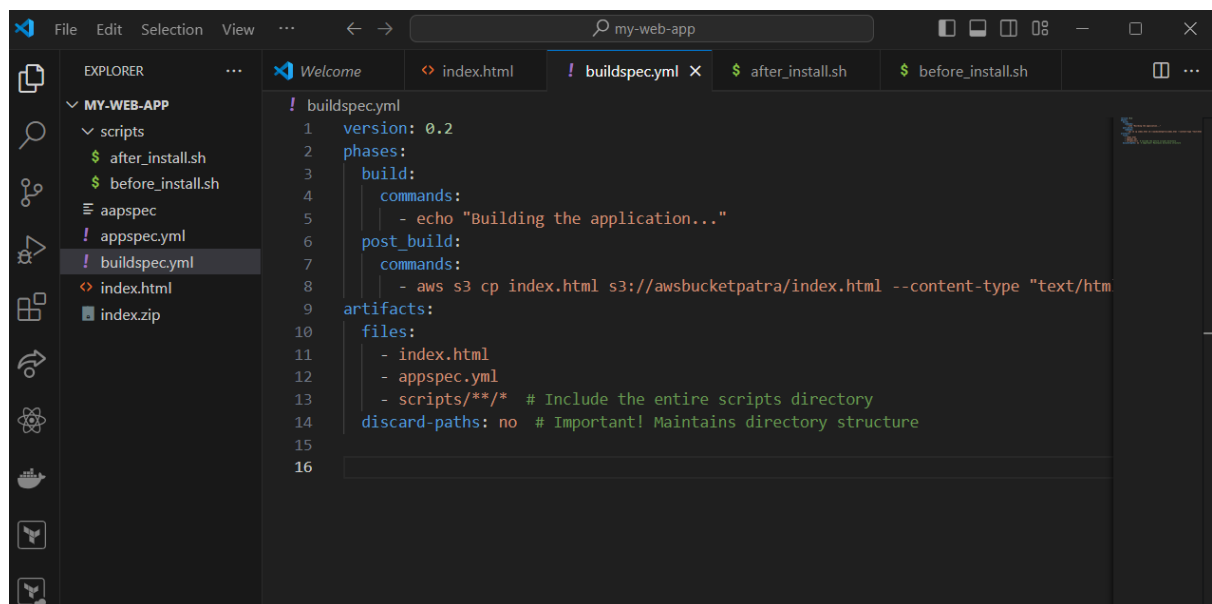 File Edit Selection View ··· ← → my-web-app
EXPLORER ··· Welcome index.html ! buildspec.yml × $ after_install.sh $ before_install.sh ···
MY-WEB-APP
scripts
$ after_install.sh
$ before_install.sh
aapspec
! appspec.yml
! buildspec.yml
<> index.html
index.zip
! buildspec.yml
1 version: 0.2
2 phases:
3 build:
4 commands:
5 - echo "Building the application..."
6 post_build:
7 commands:
8 - aws s3 cp index.html s3://awsbucketpatra/index.html --content-type "text/htm
9 artifacts:
10 files:
11 - index.html
12 - appspec.yml
13 - scripts/**/* # Include the entire scripts directory
14 discard-paths: no # Important! Maintains directory structure
15
16